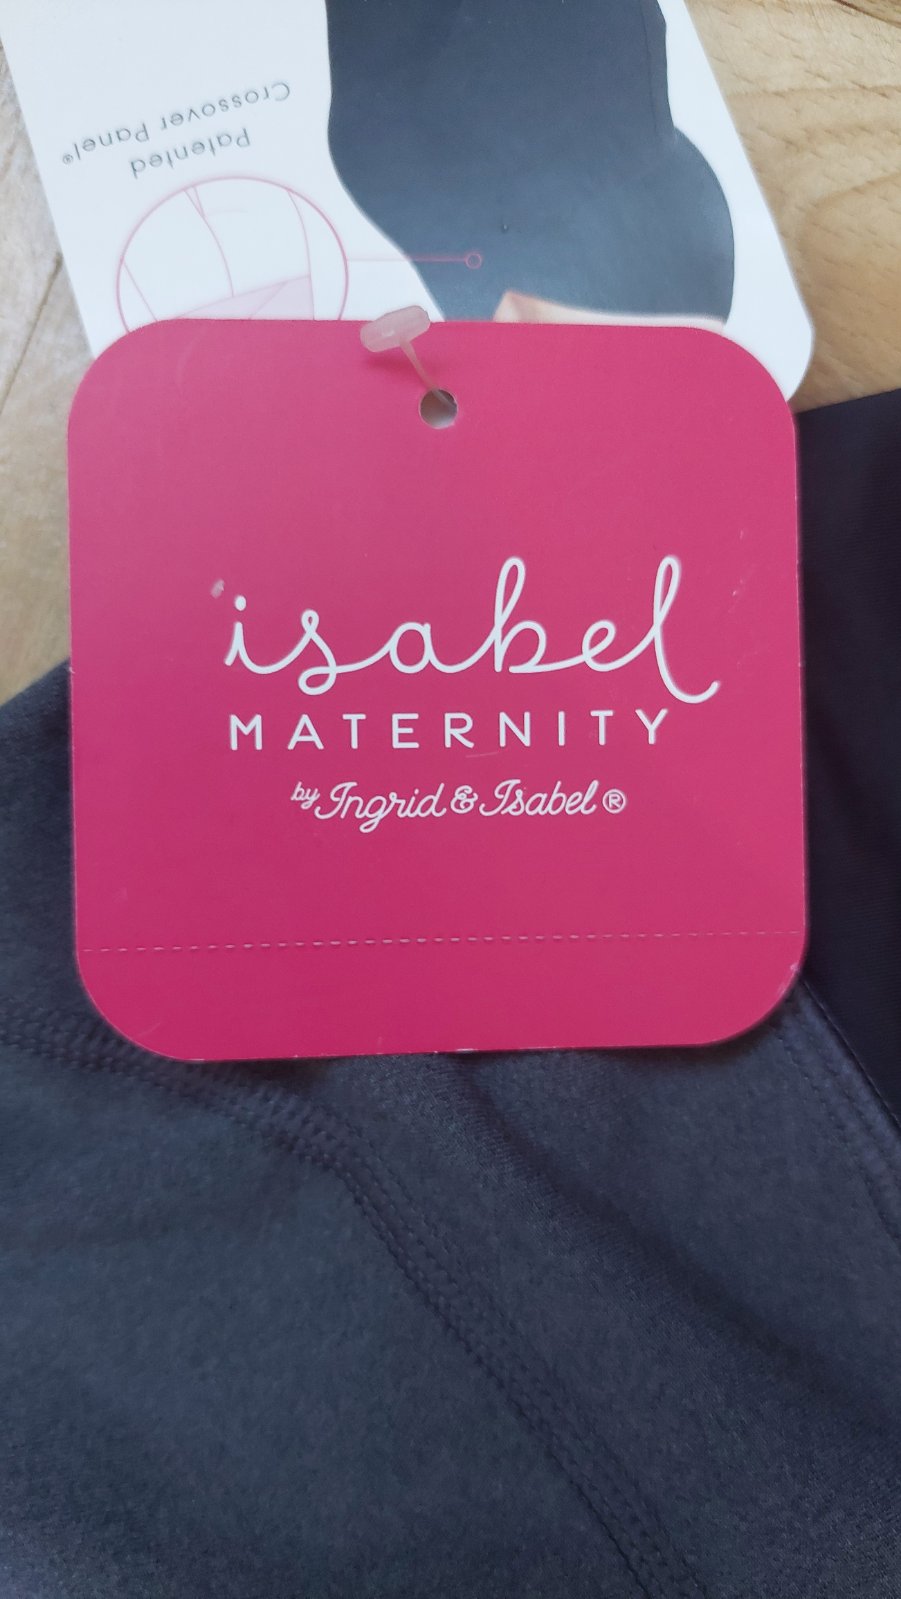 Patented
Crossover Panel®
isabel
MATERNITY
by Ingrid & Isabel®